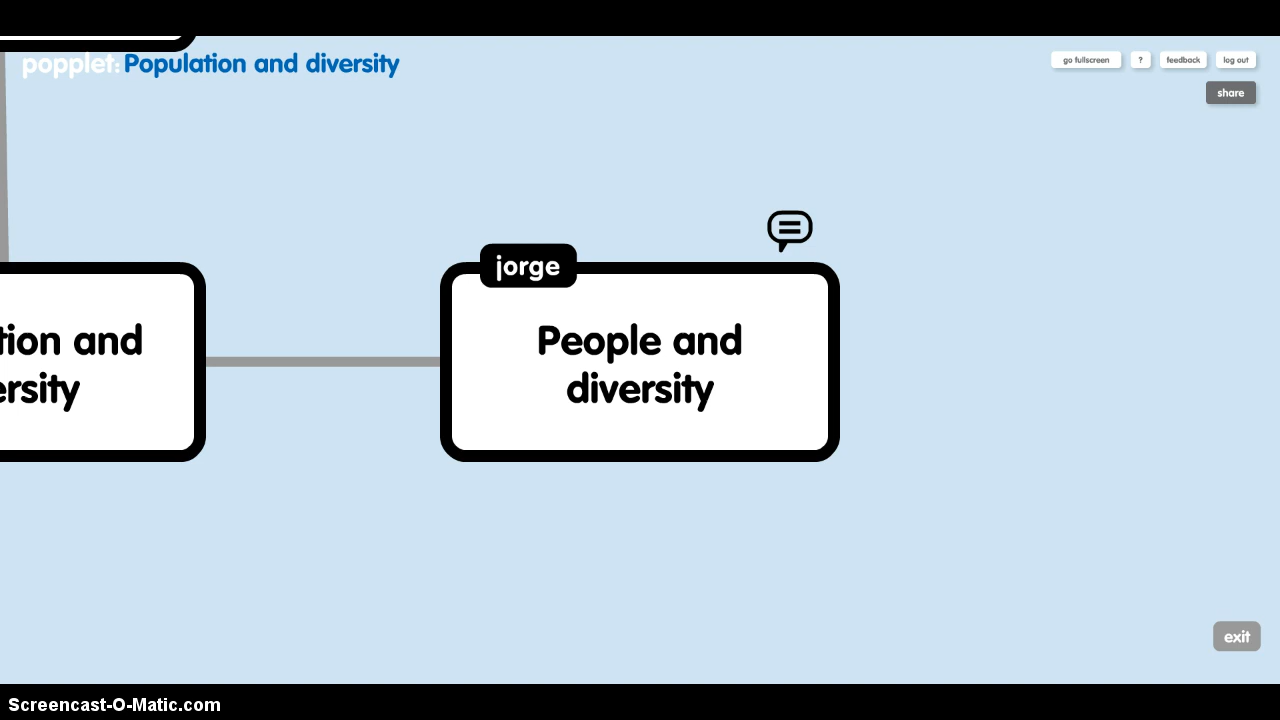 popplet: Population and diversity
go fullscreen
?
feedback
log out
share
jorge
tion and
ersity
People and
diversity
exit
Screencast-O-Matic.com